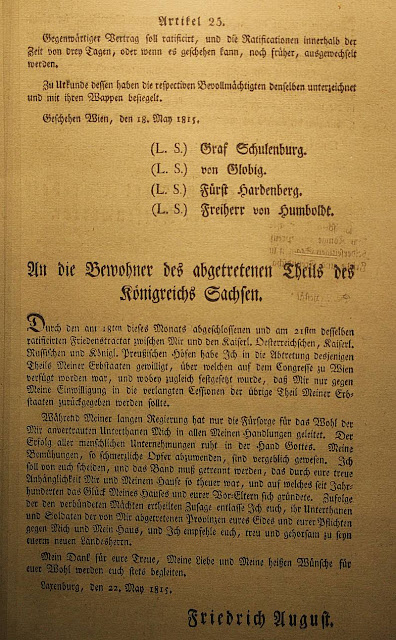 Artikel 25.
Gegenwärtiger Vertrag soll ratificirt, und die Ratificationen innerhalb der
Zeit von drey Tagen, oder wenn es geschehen kann, noch früher, ausgewechselt
werden.
Zu Urkunde dessen haben die respectiven Bevollmächtigten denselben unterzeichnet
und mit ihren Wappen besiegelt.
Geschehen Wien, den 18. May 1815.
(L. S.) Graf Schulenburg.
(L. S.) von Globig.
(L. S.) Fürst Hardenberg.
(L. S.) Freiherr von Humboldt.
An die Bewohner des abgetretenen Theils des
Königreichs Sachsen.
Durch den am 18ten dieses Monats abgeschlossenen und am 21sten desselben
ratificirten Friedenstractat zwischen Mir und den Kaiserl. Oesterreichschen, Kaiserl.
Russischen und Königl. Preußischen Höfen habe Ich in die Abtretung desjenigen
Theils Meiner Erbstaaten gewilligt, über welchen auf dem Congresse zu Wien
verfügt worden war, und wobey zugleich festgesetzt wurde, daß Mir nur gegen
Meine Einwilligung in die verlangten Cessionen der übrige Theil Meiner Erb-
staaten zurückgegeben werden sollte.
Während Meiner langen Regierung hat nur die Fürsorge für das Wohl der
Mir anvertrauten Unterthanen Mich in allen Meinen Handlungen geleitet. Der
Erfolg aller menschlichen Unternehmungen ruht in der Hand Gottes. Meine
Bemühungen, so schmerzliche Opfer abzuwenden, sind vergeblich gewesen. Ich
soll von euch scheiden, und das Band muß getrennt werden, das durch eure treue
Anhänglichkeit Mir und Meinem Hause so theuer war, und auf welches seit Jahr-
hunderten das Glück Meines Hauses und eurer Vor-Eltern sich gründete. Zufolge
der den verbündeten Mächten ertheilten Zusage entlasse Ich euch, ihr Unterthanen
und Soldaten der von Mir abgetretenen Provinzen eures Eides und eurer Pflichten
gegen Mich und Mein Haus, und Ich empfehle euch, treu und gehorsam zu seyn
euerm neuen Landesherrn.
Mein Dank für eure Treue, Meine Liebe und Meine heißen Wünsche für
euer Wohl werden euch stets begleiten.
Laxenburg, den 22. May 1815.
Friedrich August.